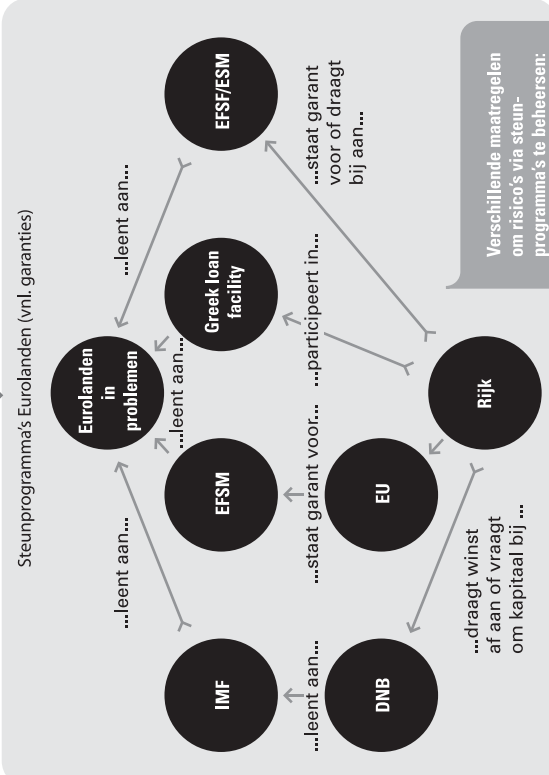 Steunprogramma's Eurolanden (vnl. garanties)
Eurolanden
in
problemen
...leent aan...
...leent aan...
...leent aan...
IMF
EFSM
Greek loan
facility
EFSF/ESM
...leent aan...
...staat garant voor...
...participeert in...
...staat garant
voor of draagt
bij aan...
DNB
EU
Rijk
...draagt winst
af aan of vraagt
om kapitaal bij ...
Verschillende maatregelen
om risico's via steun-
programma's te beheersen: